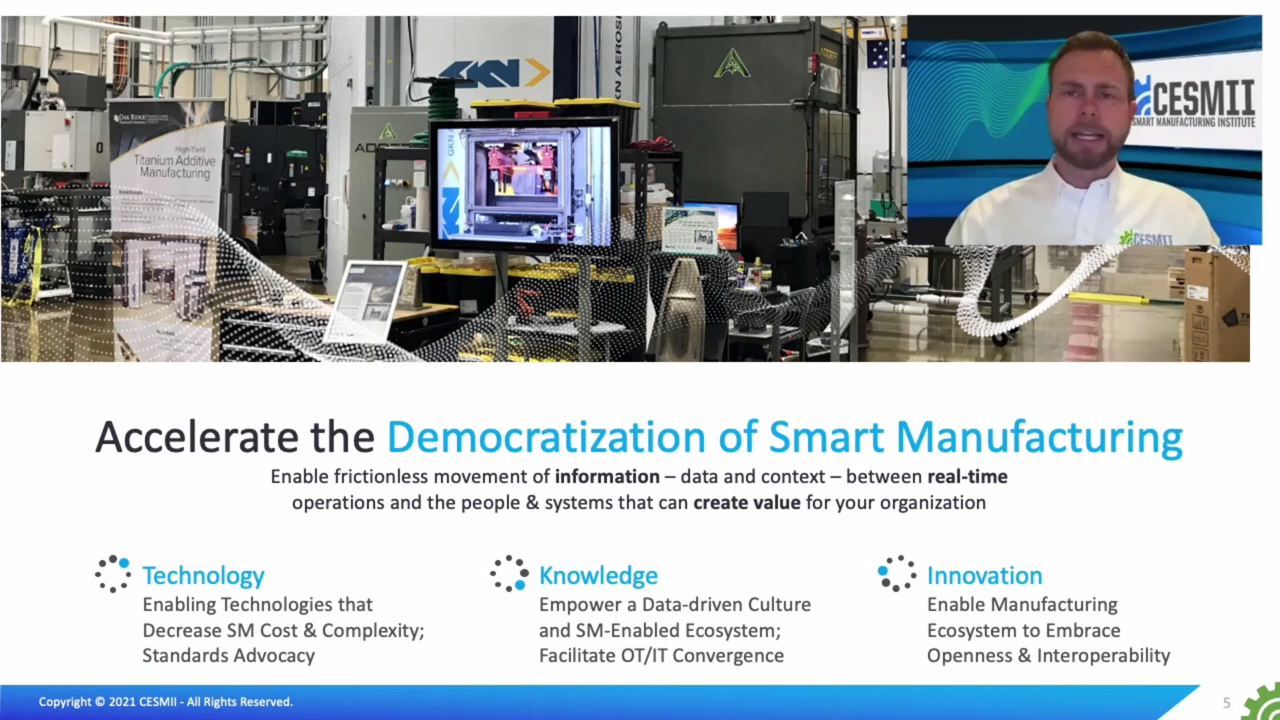 OAK RIDGE
High-Yield
Titanium Additive
Manufacturing
GKN
GKN AEROS
GKN
CESMII
SMART MANUFACTURING INSTITUTE
CESMII
Accelerate the Democratization of Smart Manufacturing
Enable frictionless movement of information – data and context – between real-time
operations and the people & systems that can create value for your organization
Technology
Enabling Technologies that
Decrease SM Cost & Complexity;
Standards Advocacy
Knowledge
Empower a Data-driven Culture
and SM-Enabled Ecosystem;
Facilitate OT/IT Convergence
Innovation
Enable Manufacturing
Ecosystem to Embrace
Openness & Interoperability
Copyright © 2021 CESMII - All Rights Reserved.
5